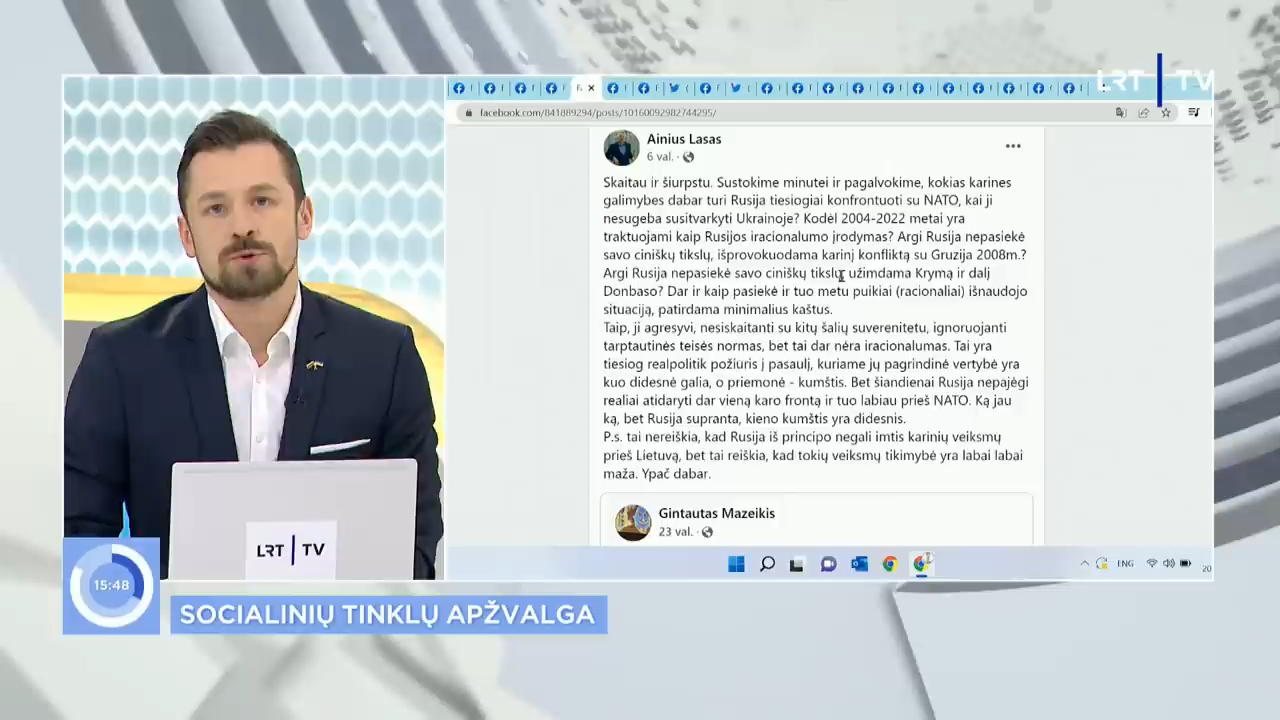 LRT TV
facebook.com/841889294/posts/10160092982744295/
Ainius Lasas
6 val.
Skaitau ir šiurpstu. Sustokime minutei ir pagalvokime, kokias karines
galimybes dabar turi Rusija tiesiogiai konfrontuoti su NATO, kai ji
nesugeba susitvarkyti Ukrainoje? Kodėl 2004-2022 metai yra
traktuojami kaip Rusijos iracionalumo įrodymas? Argi Rusija nepasiekė
savo ciniškų tikslų, išprovokuodama karinį konfliktą su Gruzija 2008m.?
Argi Rusija nepasiekė savo ciniškų tikslų užimdama Krymą ir dalį
Donbaso? Dar ir kaip pasiekė ir tuo metu puikiai (racionaliai) išnaudojo
situaciją, patirdama minimalius kaštus.
Taip, ji agresyvi, nesiskaitanti su kitų šalių suverenitetu, ignoruojanti
tarptautinės teisės normas, bet tai dar nėra iracionalumas. Tai yra
tiesiog realpolitik požiuris į pasaulį, kuriame jų pagrindinė vertybė yra
kuo didesnė galia, o priemonė - kumštis. Bet šiandienai Rusija nepajėgi
realiai atidaryti dar vieną karo frontą ir tuo labiau prieš NATO. Ką jau
ką, bet Rusija supranta, kieno kumštis yra didesnis.
P.s. tai nereiškia, kad Rusija iš principo negali imtis karinių veiksmų
prieš Lietuvą, bet tai reiškia, kad tokių veiksmų tikimybė yra labai labai
maža. Ypač dabar.
Gintautas Mazeikis
23 val.
ENG
20
LRT TV
15:48
SOCIALINIŲ TINKLŲ APŽVALGA